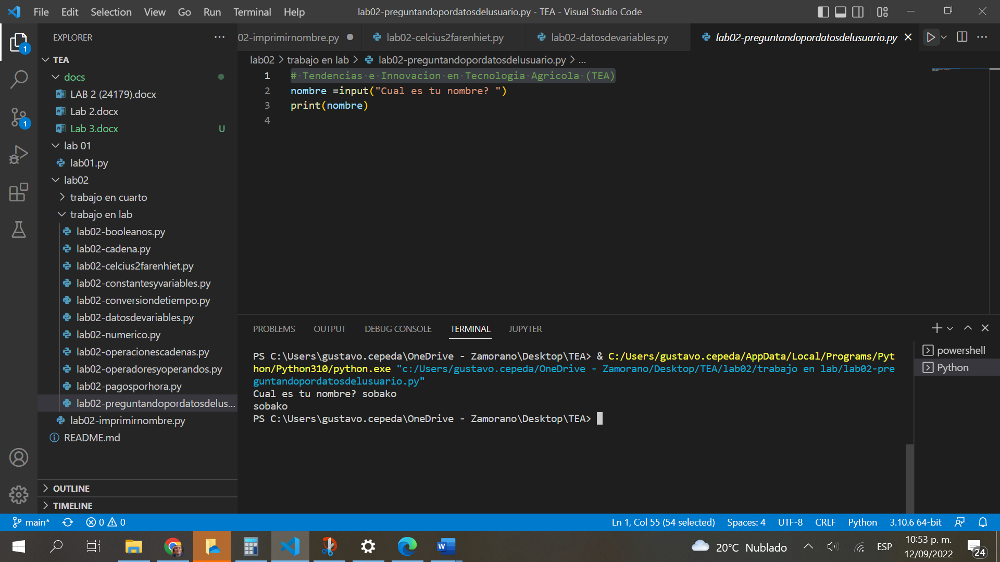 File Edit Selection View Go Run Terminal Help
lab02-preguntandopordatosdelusuario.py - TEA - Visual Studio Code
EXPLORER
02-imprimirnombre.py lab02-celcius2farenhiet.py lab02-datosdevariables.py lab02-preguntandopordatosdelusuario.py
1
TEA
docs
LAB 2 (24179).docx
Lab 2.docx
1
Lab 3.docx U
lab 01
lab01.py
lab02
trabajo en cuarto
trabajo en lab
lab02-booleanos.py
lab02-cadena.py
lab02-celcius2farenhiet.py
lab02-constantesyvariables.py
lab02-conversiondetiempo.py
lab02-datosdevariables.py
lab02-numerico.py
lab02-operacionescadenas.py
lab02-operadoresyoperandos.py
lab02-pagosporhora.py
lab02-preguntandopordatosdelus...
lab02-imprimirnombre.py
README.md
OUTLINE
TIMELINE
lab02 > trabajo en lab > lab02-preguntandopordatosdelusuario.py > ...
1 # Tendencias e Innovacion en Tecnologia Agricola (TEA)
2 nombre =input("Cual es tu nombre? ")
3 print(nombre)
4
PROBLEMS OUTPUT DEBUG CONSOLE TERMINAL JUPYTER
PS C:\Users\gustavo.cepeda\OneDrive - Zamorano\Desktop\TEA> & C:/Users/gustavo.cepeda/AppData/Local/Programs/Pyt
hon/Python310/python.exe "c:/Users/gustavo.cepeda/OneDrive - Zamorano/Desktop/TEA/lab02/trabajo en lab/lab02-pre
guntandopordatosdelusuario.py"
Cual es tu nombre? sobako
sobako
PS C:\Users\gustavo.cepeda\OneDrive - Zamorano\Desktop\TEA>
powershell
Python
main* 0 0 Ln 1, Col 55 (54 selected) Spaces: 4 UTF-8 CRLF Python 3.10.6 64-bit
W 20°C Nublado ESP 10:53 p. m.
12/09/2022
24